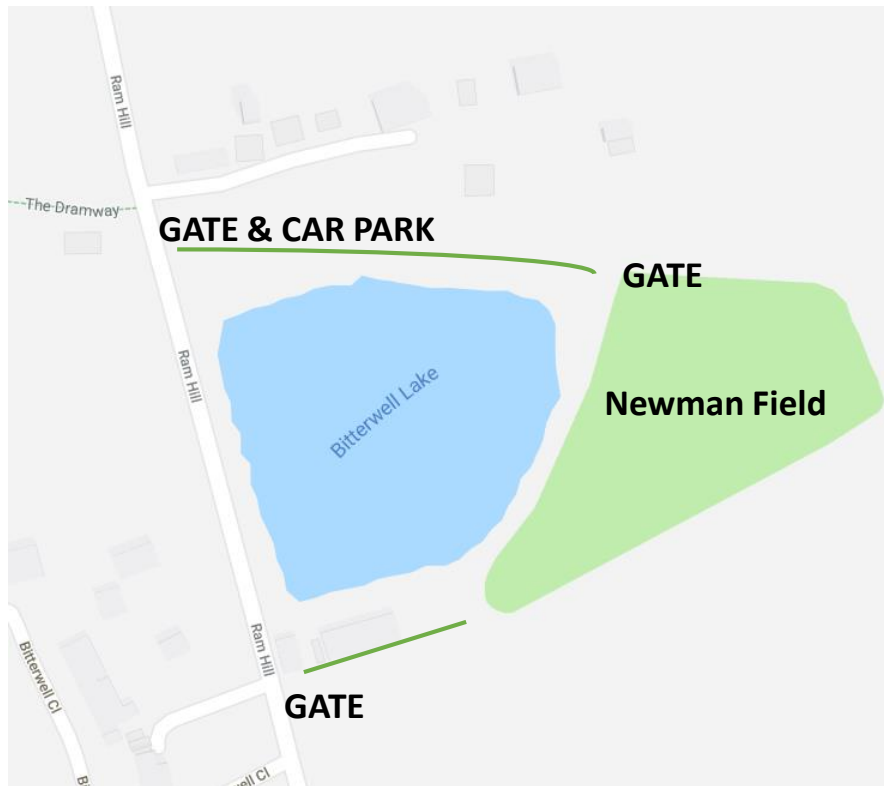 Ram Hill
The Dramway
GATE & CAR PARK
GATE
Ram Hill
Bitterwell Lake
Newman Field
Ram Hill
Bitterwell Cl
GATE